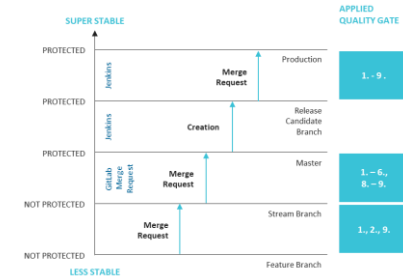 SUPER STABLE
APPLIED
QUALITY GATE
PROTECTED
Production
Jenkins
Merge
Request
1. - 9 .
PROTECTED
Release
Candidate
Branch
Jenkins
Creation
PROTECTED
Master
GitLab
Merge
Request
Merge
Request
1. – 6.,
8. – 9.
NOT PROTECTED
Stream Branch
Merge
Request
1., 2., 9.
NOT PROTECTED
Feature Branch
LESS STABLE